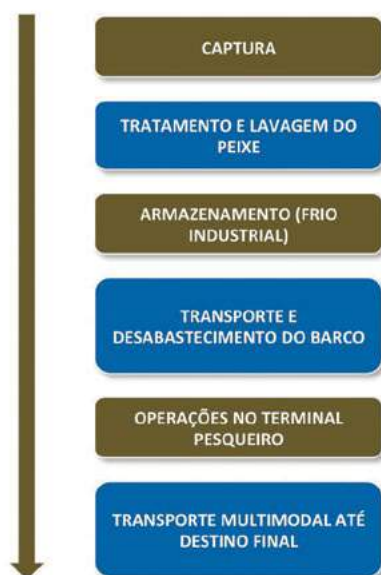 CAPTURA
TRATAMENTO E LAVAGEM DO
PEIXE
ARMAZENAMENTO (FRIO
INDUSTRIAL)
TRANSPORTE E
DESABASTECIMENTO DO BARCO
OPERAÇÕES NO TERMINAL
PESQUEIRO
TRANSPORTE MULTIMODAL ATÉ
DESTINO FINAL